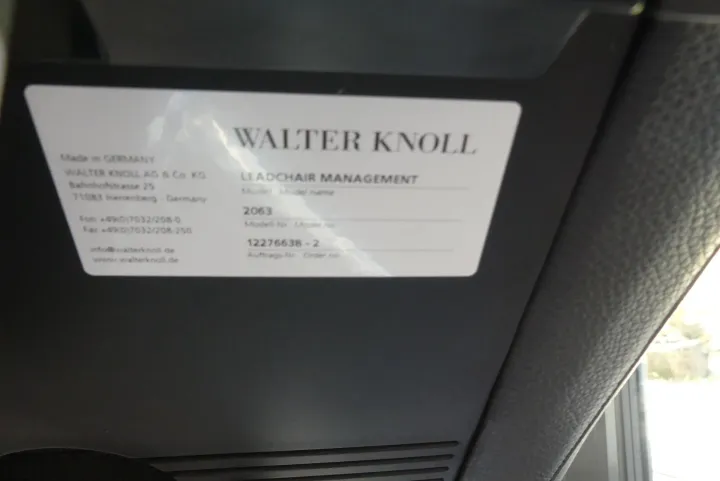 WALTER KNOLL
Made in GERMANY
WALTER KNOLL AG & Co. KG
Bahnhofstrasse 25
71083 Herrenberg - Germany
Fon +49(0)7032/208-0
Fax +49(0)7032/208-250
info@walterknoll.de
www.walterknoll.de
LEADCHAIR MANAGEMENT
Modell Model name
2063
Modell-Nr. Model no.
12276638 - 2
Auftrags-Nr. Order no.